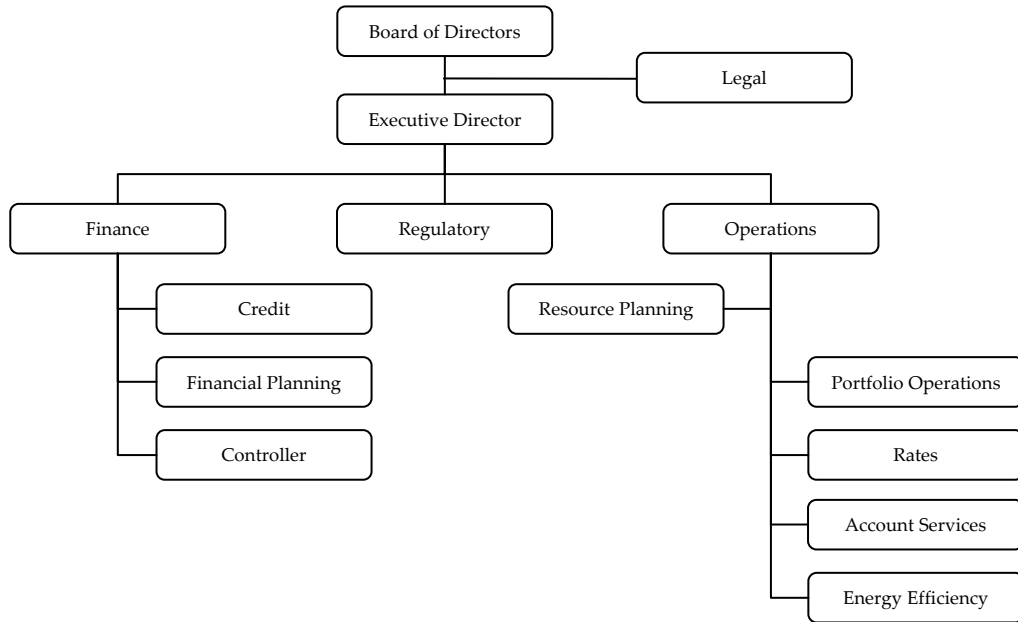 Board of Directors
Legal
Executive Director
Finance
Regulatory
Operations
Credit
Resource Planning
Financial Planning
Portfolio Operations
Controller
Rates
Account Services
Energy Efficiency